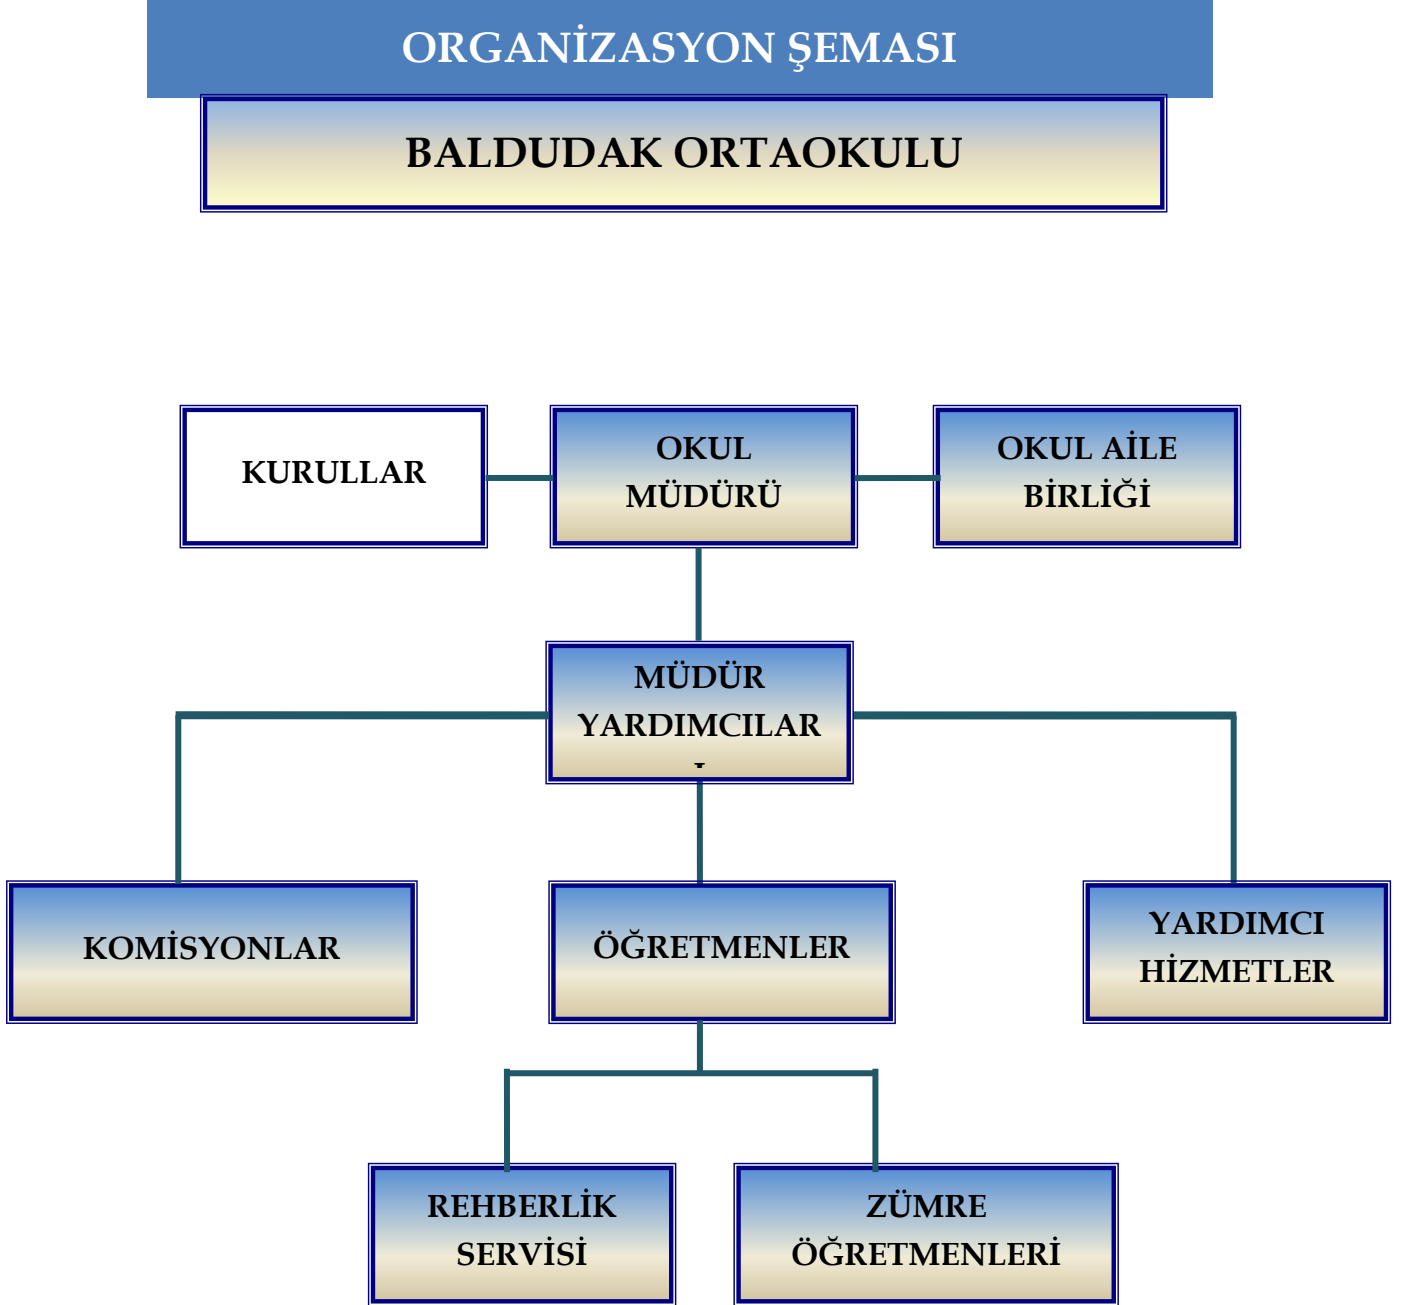 ORGANİZASYON ŞEMASI
BALDUDAK ORTAOKULU
KURULLAR
OKUL
MÜDÜRÜ
OKUL AİLE
BİRLİĞİ
MÜDÜR
YARDIMCILAR
I
KOMİSYONLAR
ÖĞRETMENLER
YARDIMCI
HİZMETLER
REHBERLİK
SERVİSİ
ZÜMRE
ÖĞRETMENLERİ